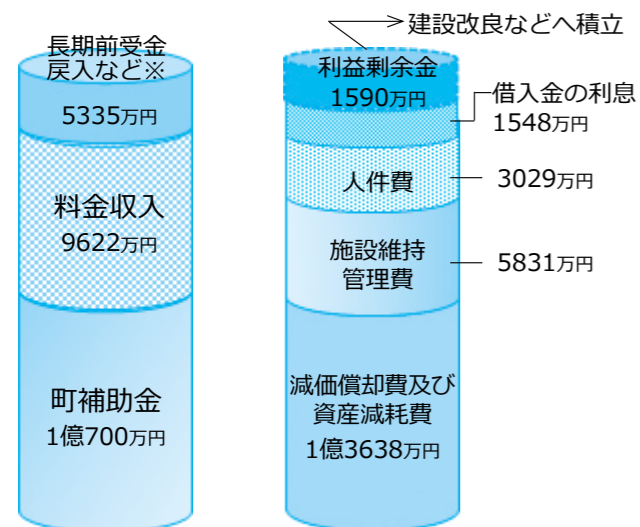 長期前受金
戻入など※
5335万円
料金収入
9622万円
町補助金
1億700万円
建設改良などへ積立
利益剰余金
1590万円
借入金の利息
1548万円
人件費
3029万円
施設維持
管理費
5831万円
減価償却費及び
資産減耗費
1億3638万円